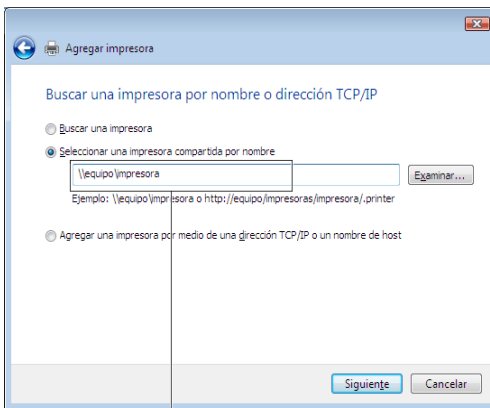 Agregar impresora
Buscar una impresora por nombre o dirección TCP/IP
Buscar una impresora
Seleccionar una impresora compartida por nombre
\\equipo\impresora
Examinar...
Ejemplo: \\equipo\impresora o http://equipo/impresoras/impresora/.printer
Agregar una impresora por medio de una dirección TCP/IP o un nombre de host
Siguiente
Cancelar